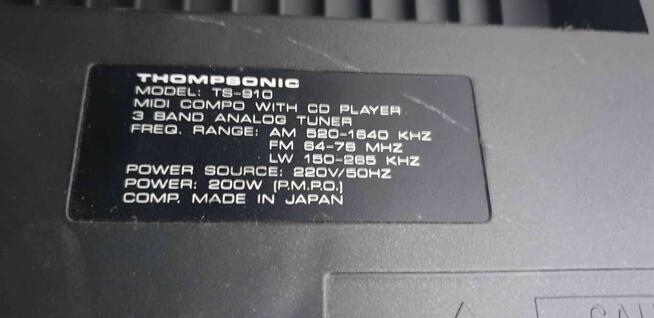 THOMPSONIC
MODEL: TS-910
MIDI COMPO WITH CD PLAYER
3 BAND ANALOG TUNER
FREQ. RANGE: AM 520-1640 KHZ
FM 64-78 MHZ
LW 150-265 KHZ
POWER SOURCE: 220V/50HZ
POWER: 200W (P.M.P.O.)
COMP. MADE IN JAPAN